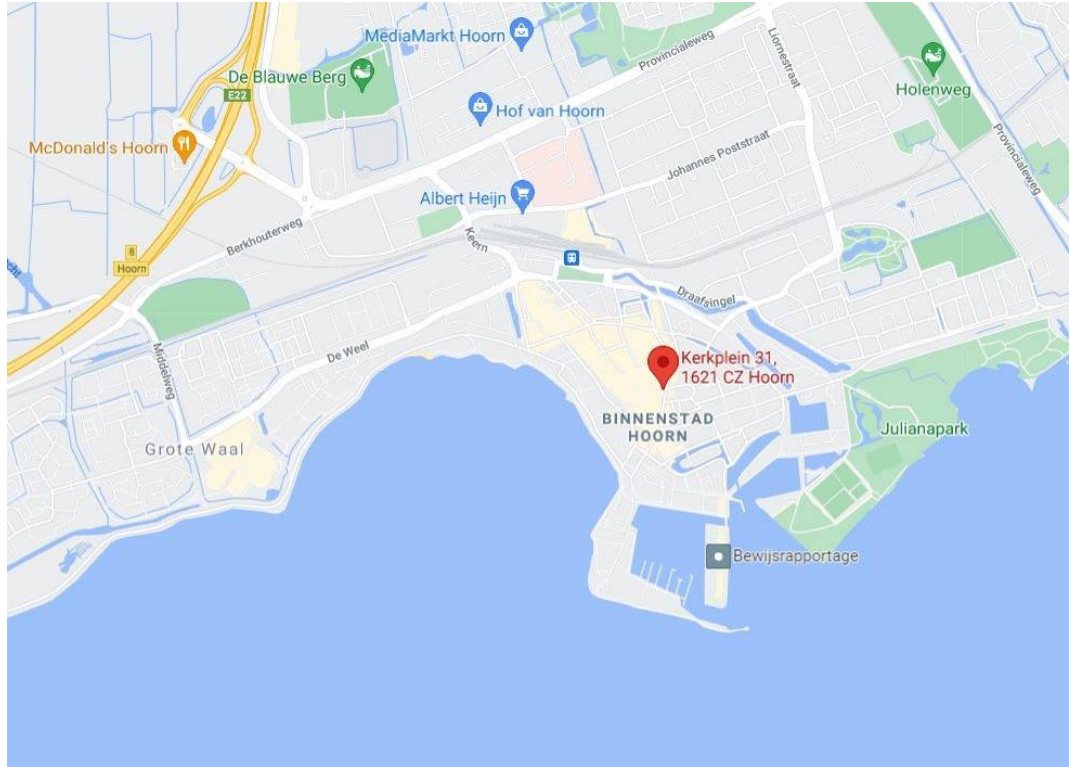 MediaMarkt Hoorn
De Blauwe Berg
E22
Hof van Hoorn
McDonald's Hoorn
Provincialeweg
Liornestraat
Holenweg
Provincialeweg
Johannes Poststraat
Albert Heijn
Berkhouterweg
Keern
8
Hoorn
Draafsingel
Middelweg
De Weel
Kerkplein 31,
1621 CZ Hoorn
BINNENSTAD
HOORN
Grote Waal
Julianapark
Bewijsrapportage